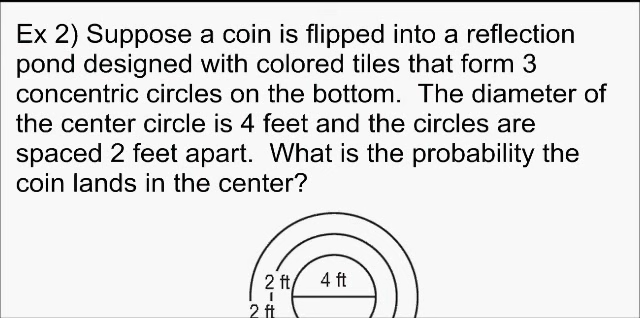 Ex 2) Suppose a coin is flipped into a reflection
pond designed with colored tiles that form 3
concentric circles on the bottom.  The diameter of
the center circle is 4 feet and the circles are
spaced 2 feet apart.  What is the probability the
coin lands in the center?
2 ft 4 ft
2 ft